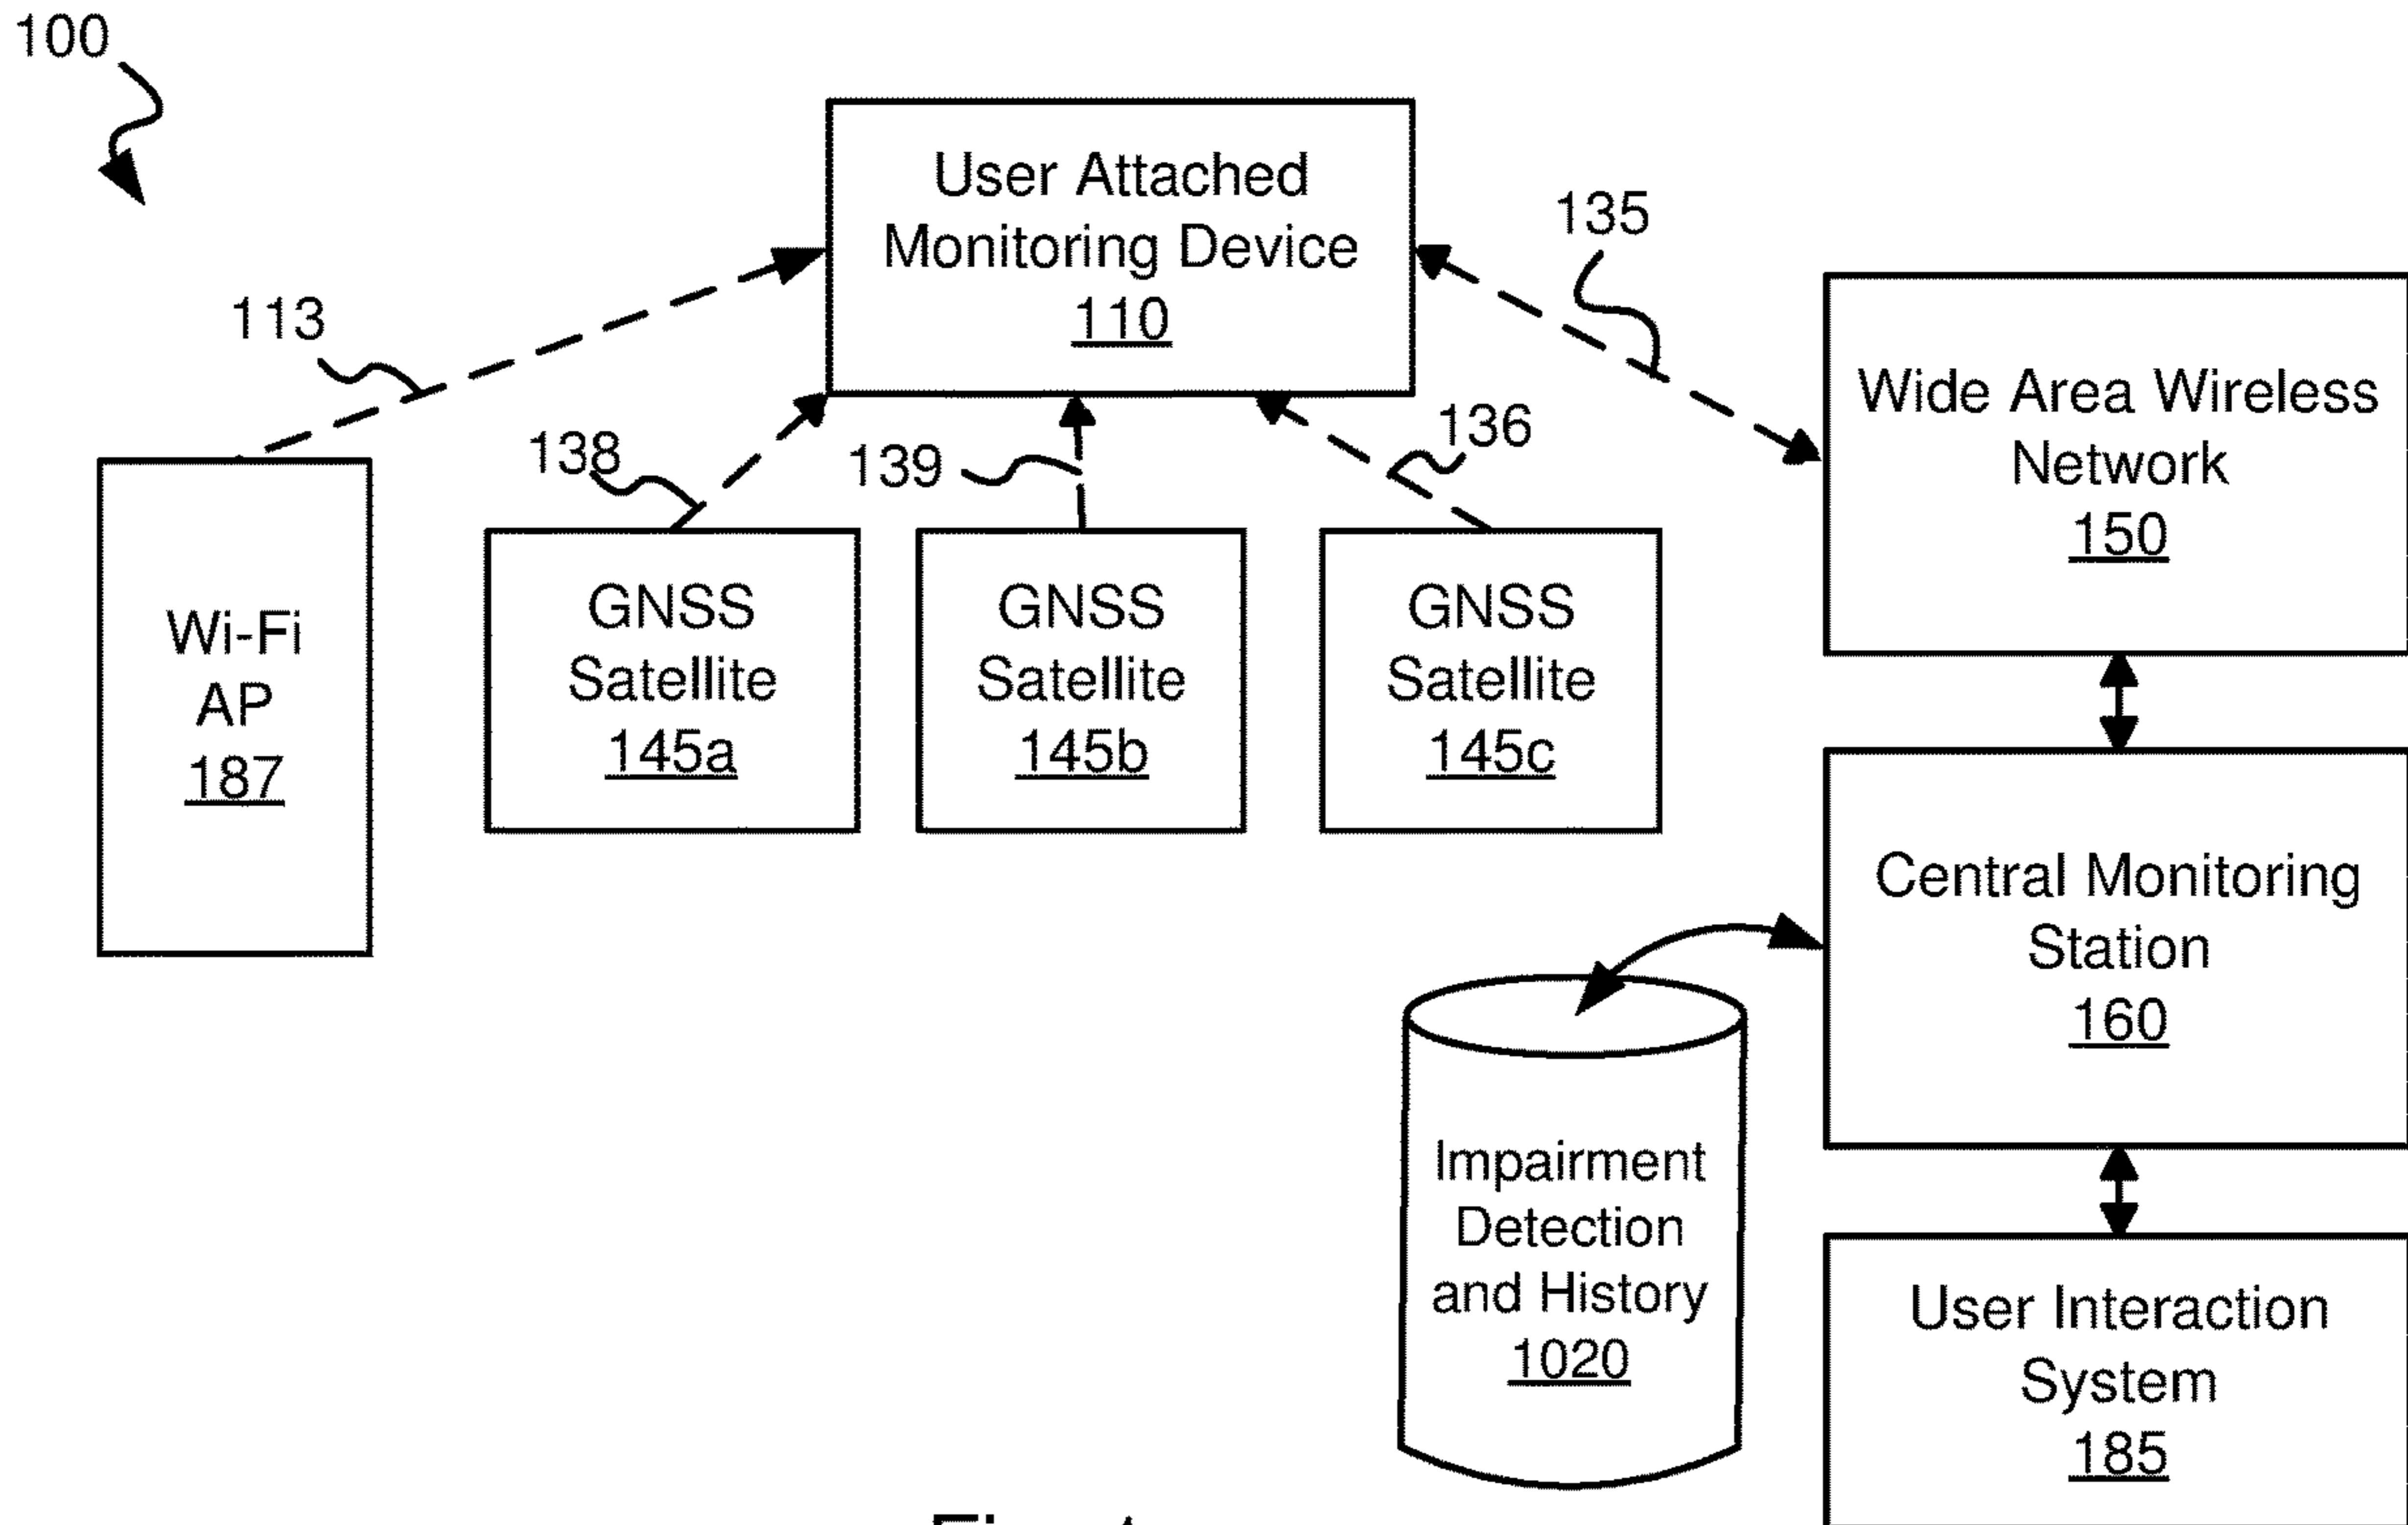 100
User Attached
Monitoring Device
110
135
113
Wide Area Wireless
Network
150
138
139
136
Wi-Fi
AP
187
GNSS
Satellite
145a
GNSS
Satellite
145b
GNSS
Satellite
145c
Central Monitoring
Station
160
Impairment
Detection
and History
1020
User Interaction
System
185